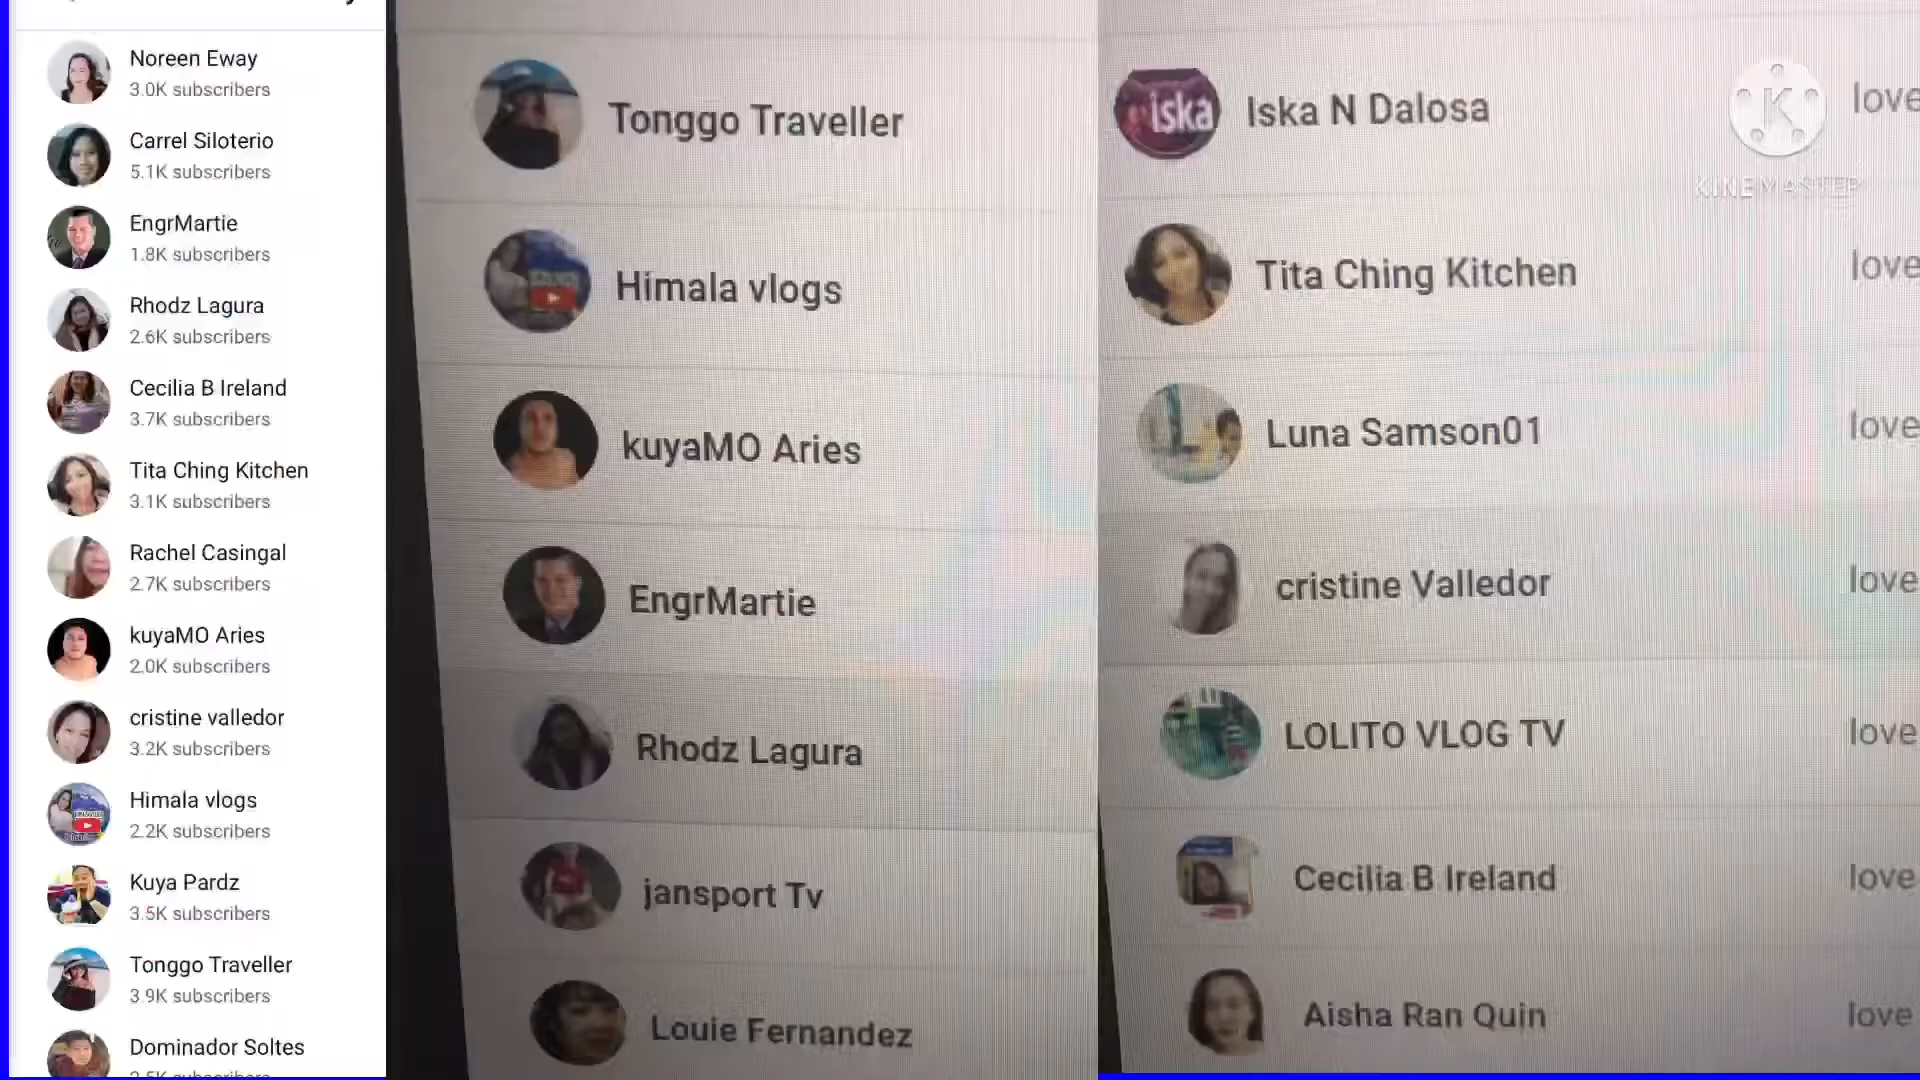 Noreen Eway
3.0K subscribers
Carrel Siloterio
5.1K subscribers
EngrMartie
1.8K subscribers
Rhodz Lagura
2.6K subscribers
Cecilia B Ireland
3.7K subscribers
Tita Ching Kitchen
3.1K subscribers
Rachel Casingal
2.7K subscribers
kuyaMO Aries
2.0K subscribers
cristine valledor
3.2K subscribers
Himala vlogs
2.2K subscribers
Kuya Pardz
3.5K subscribers
Tonggo Traveller
3.9K subscribers
Dominador Soltes
Tonggo Traveller
Himala vlogs
kuyaMO Aries
EngrMartie
Rhodz Lagura
jansport Tv
Louie Fernandez
iska
Iska N Dalosa
love
Tita Ching Kitchen
love
Luna Samson01
love
cristine Valledor
love
LOLITO VLOG TV
love
Cecilia B Ireland
love
Aisha Ran Quin
love
K
KINEMASTER